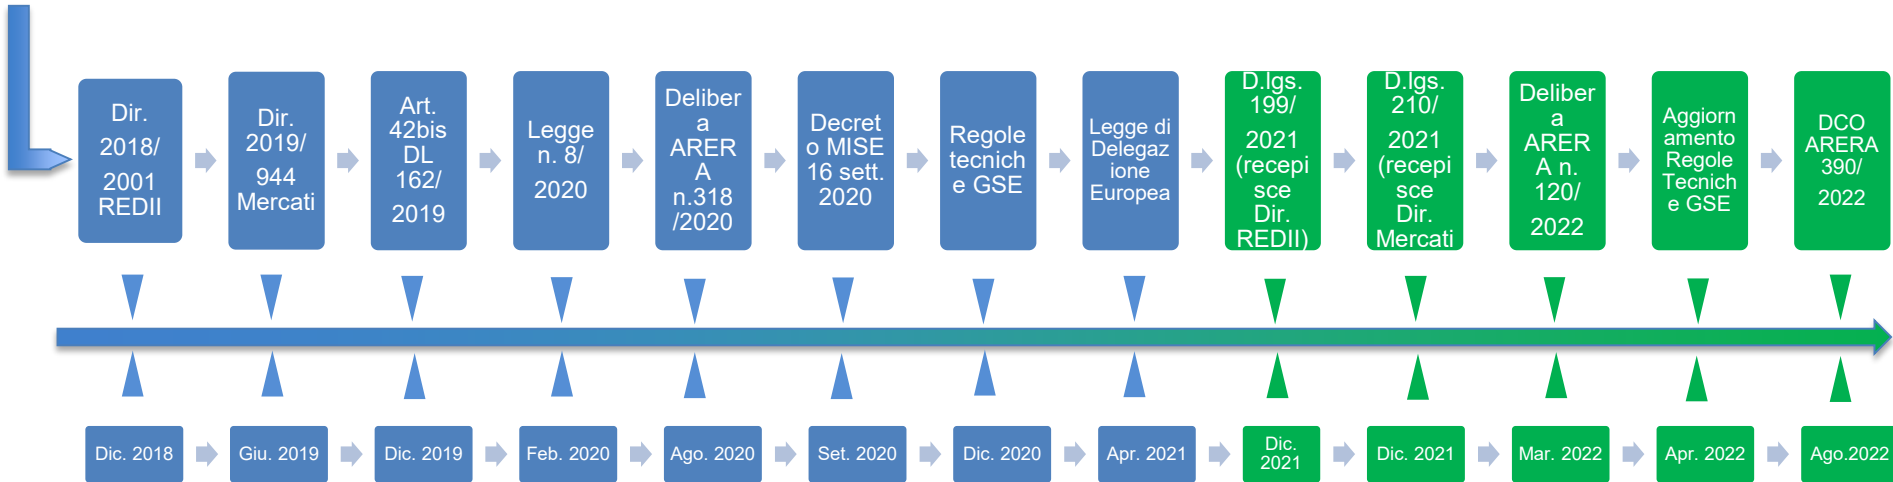 Dir.
2018/
2001
REDII
Dir.
2019/
944
Mercati
Art.
42bis
DL
162/
2019
Legge
n. 8/
2020
Deliber
a
ARER
A
n.318
/2020
Decret
o MISE
16 sett.
2020
Regole
tecnich
e GSE
Legge di
Delegaz
ione
Europea
D.lgs.
199/
2021
(recepi
sce
Dir.
REDII)
D.lgs.
210/
2021
(recepi
sce
Dir.
Mercati
Deliber
a
ARER
A n.
120/
2022
Aggiorn
amento
Regole
Tecnich
e GSE
DCO
ARERA
390/
2022
Dic. 2018
Giu. 2019
Dic. 2019
Feb. 2020
Ago. 2020
Set. 2020
Dic. 2020
Apr. 2021
Dic.
2021
Dic. 2021
Mar. 2022
Apr. 2022
Ago.2022